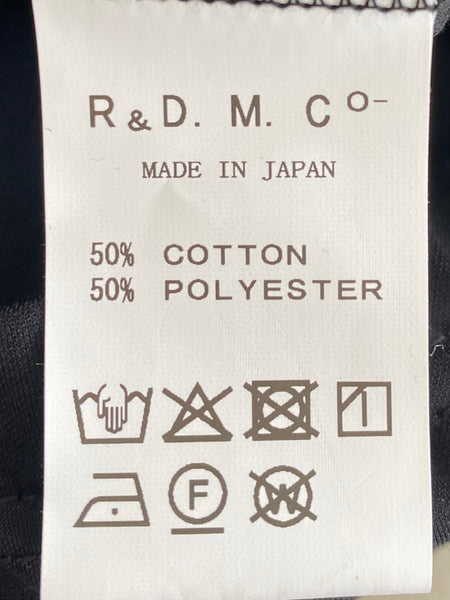 R & D. M. Co-
MADE IN JAPAN
50% COTTON
50% POLYESTER
F W